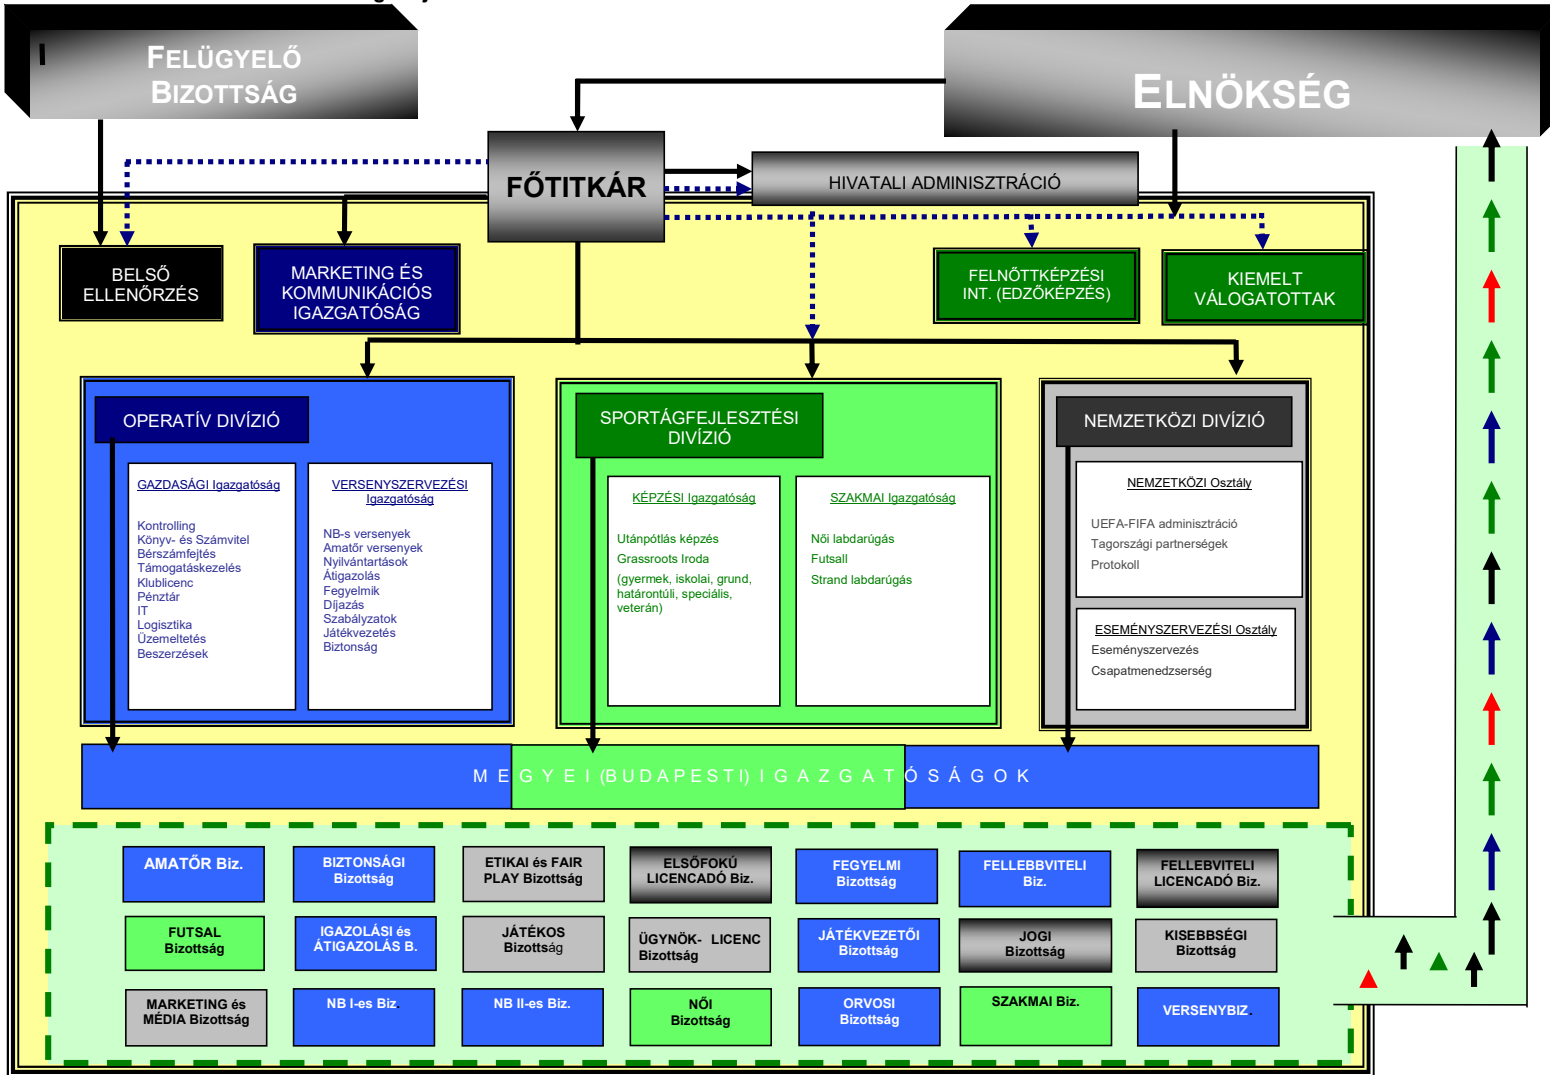 FELÜGYELŐ
BIZOTTSÁG
ELNÖKSÉG
FŐTITKÁR
HIVATALI ADMINISZTRÁCIÓ
BELSŐ
ELLENŐRZÉS
MARKETING ÉS
KOMMUNIKÁCIÓS
IGAZGATÓSÁG
FELNŐTTKÉPZÉSI
INT. (EDZŐKÉPZÉS)
KIEMELT
VÁLOGATOTTAK
OPERATÍV DIVÍZIÓ
GAZDASÁGI Igazgatóság
Kontrolling
Könyv- és Számvitel
Bérszámfejtés
Támogatáskezelés
Klublicenc
Pénztár
IT
Logisztika
Üzemeltetés
Beszerzések
VERSENYSZERVEZÉSI
Igazgatóság
NB-s versenyek
Amatőr versenyek
Nyilvántartások
Átigazolás
Fegyelmik
Díjazás
Szabályzatok
Játékvezetés
Biztonság
SPORTÁGFEJLESZTÉSI
DIVÍZIÓ
KÉPZÉSI Igazgatóság
Utánpótlás képzés
Grassroots Iroda
(gyermek, iskolai, grund,
határontúli, speciális,
veterán)
SZAKMAI Igazgatóság
Női labdarúgás
Futsall
Strand labdarúgás
NEMZETKÖZI DIVÍZIÓ
NEMZETKÖZI Osztály
UEFA-FIFA adminisztráció
Tagországi partnerségek
Protokoll
ESEMÉNYSZERVEZÉSI Osztály
Eseményszervezés
Csapatmenedzserség
M E G Y E I (BUDAPESTI) I G A Z G A T Ó S Á G O K
AMATŐR Biz.
BIZTONSÁGI
Bizottság
ETIKAI és FAIR
PLAY Bizottság
ELSŐFOKÚ
LICENCADÓ Biz.
FEGYELMI
Bizottság
FELLEBBVITELI
Biz.
FELLEBVITELI
LICENCADÓ Biz.
FUTSAL
Bizottság
IGAZOLÁSI és
ÁTIGAZOLÁS B.
JÁTÉKOS
Bizottság
ÜGYNÖK- LICENC
Bizottság
JÁTÉKVEZETŐI
Bizottság
JOGI
Bizottság
KISEBBSÉGI
Bizottság
MARKETING és
MÉDIA Bizottság
NB I-es Biz.
NB II-es Biz.
NŐI
Bizottság
ORVOSI
Bizottság
SZAKMAI Biz.
VERSENYBIZ.